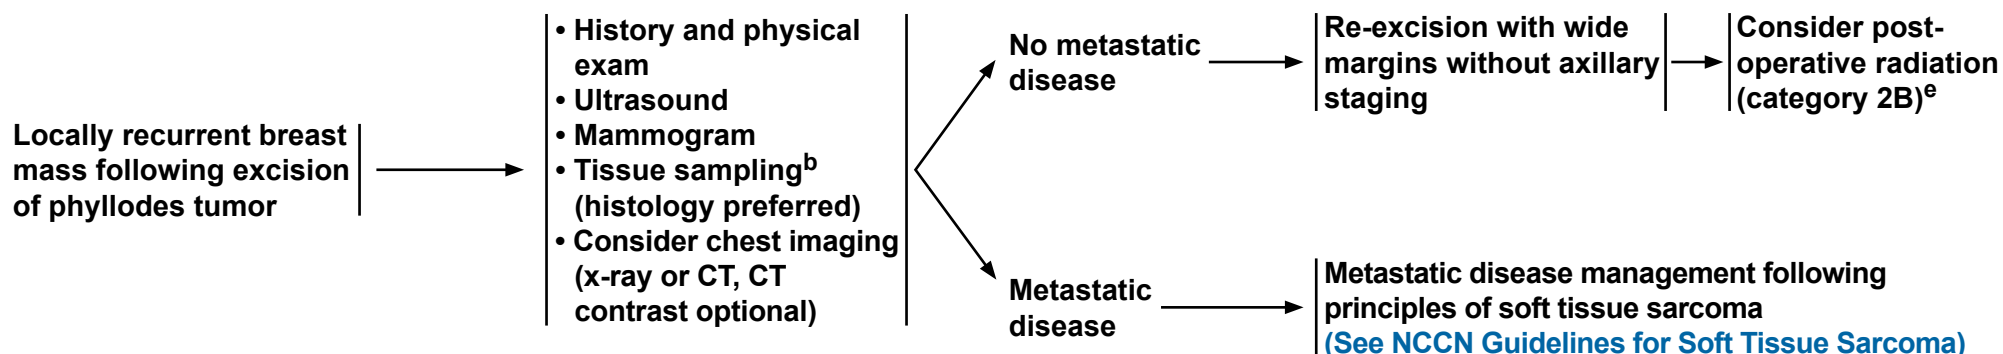 Locally recurrent breast
mass following excision
of phyllodes tumor
• History and physical
exam
• Ultrasound
• Mammogram
• Tissue samplingᵇ
(histology preferred)
• Consider chest imaging
(x-ray or CT, CT
contrast optional)
No metastatic
disease
Re-excision with wide
margins without axillary
staging
Consider post-
operative radiation
(category 2B)ᵉ
Metastatic
disease
Metastatic disease management following
principles of soft tissue sarcoma
(See NCCN Guidelines for Soft Tissue Sarcoma)